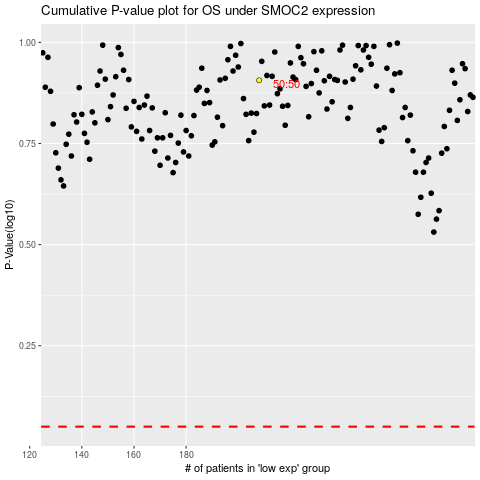 Cumulative P-value plot for OS under SMOC2 expression
P-Value(log10)
1.00
0.75
0.50
0.25
50:50
120 140 160 180
# of patients in 'low exp' group